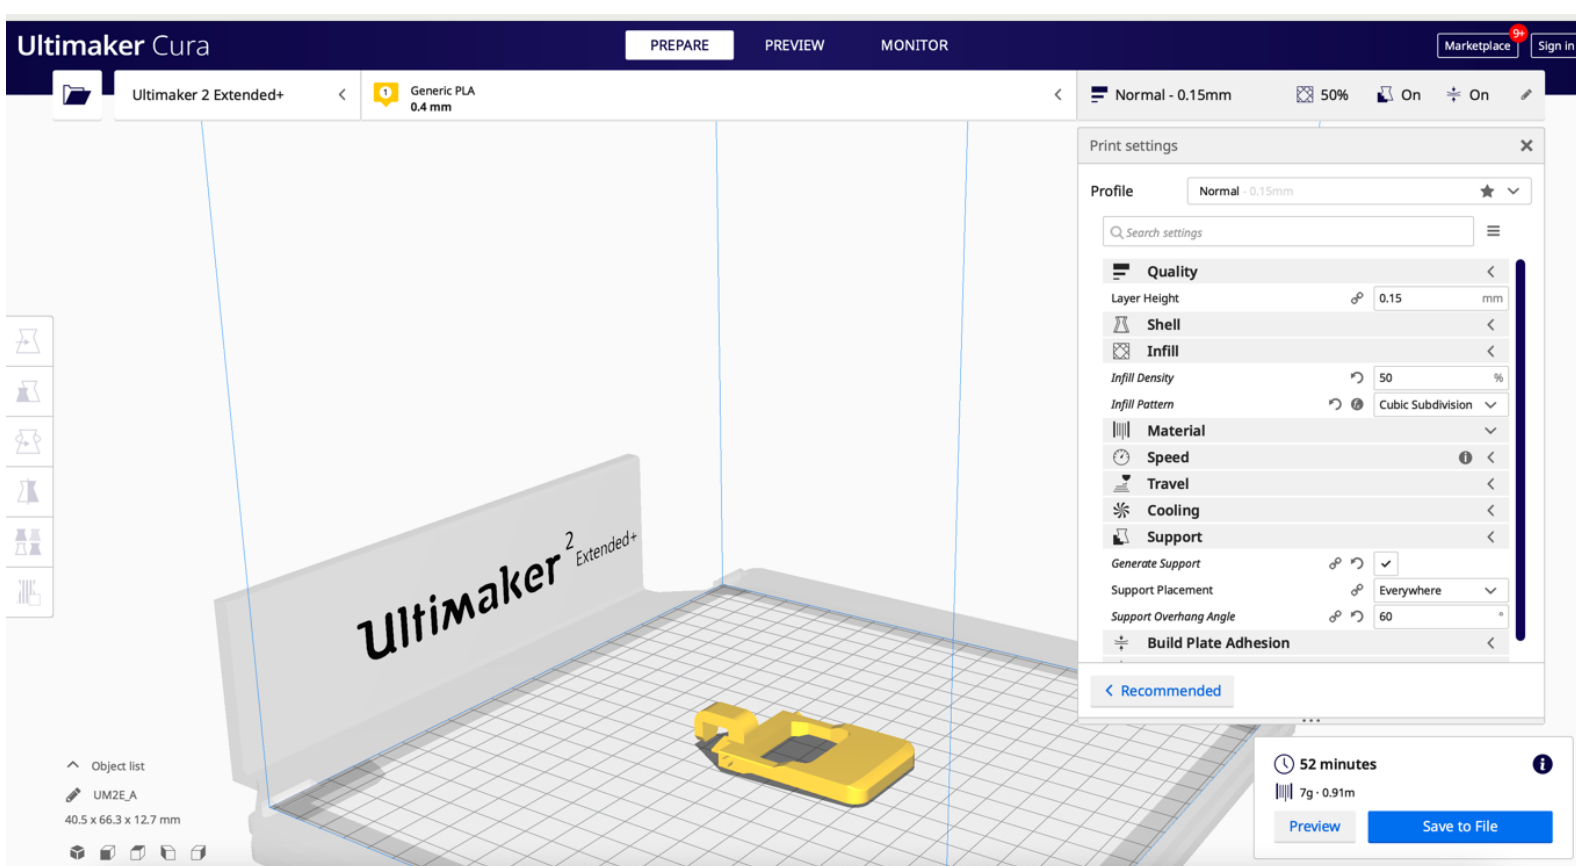 Ultimaker Cura
PREPARE
PREVIEW
MONITOR
Marketplace
9+
Sign in
Ultimaker 2 Extended+
1
Generic PLA
0.4 mm
Normal - 0.15mm
50%
On
On
Print settings
Profile
Normal - 0.15mm
Search settings
Quality
Layer Height
0.15 mm
Shell
Infill
Infill Density
50 %
Infill Pattern
Cubic Subdivision
Material
Speed
Travel
Cooling
Support
Generate Support
Support Placement
Everywhere
Support Overhang Angle
60 °
Build Plate Adhesion
Recommended
Ultimaker 2 Extended+
Object list
UM2E_A
40.5 x 66.3 x 12.7 mm
52 minutes
7g · 0.91m
Preview
Save to File